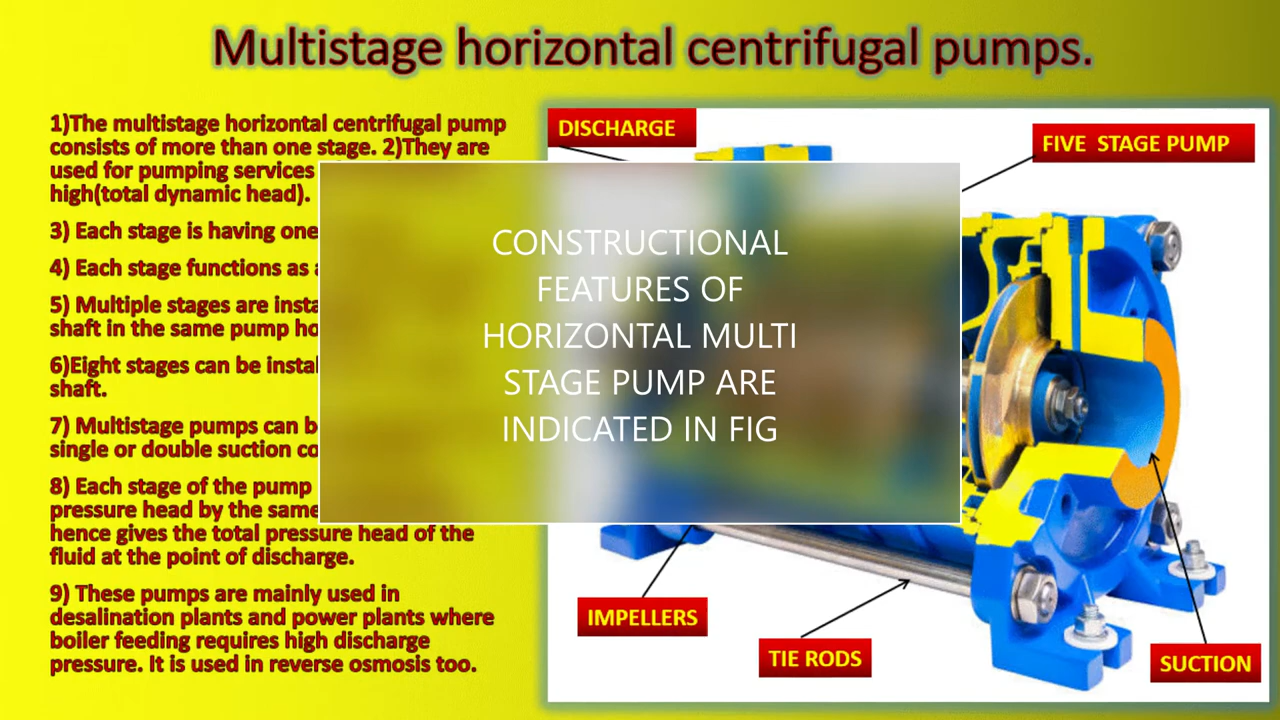 Multistage horizontal centrifugal pumps.
1)The multistage horizontal centrifugal pump
consists of more than one stage. 2)They are
used for pumping services
high(total dynamic head).
3) Each stage is having one
4) Each stage functions as
5) Multiple stages are
shaft in the same pump
6)Eight stages can be
shaft.
7) Multistage pumps can
single or double suction
8) Each stage of the pump
pressure head by the same
hence gives the total pressure head of the
fluid at the point of discharge.
9) These pumps are mainly used in
desalination plants and power plants where
boiler feeding requires high discharge
pressure. It is used in reverse osmosis too.
DISCHARGE
FIVE STAGE PUMP
CONSTRUCTIONAL
FEATURES OF
HORIZONTAL MULTI
STAGE PUMP ARE
INDICATED IN FIG
IMPELLERS
TIE RODS
SUCTION